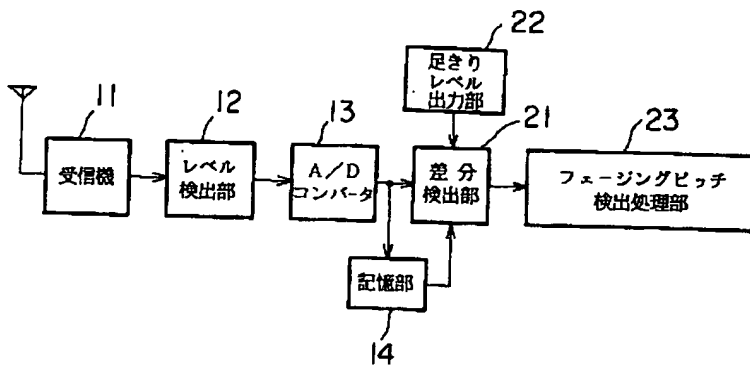 22
足きり
レベル
出力部
11
12
13
21
23
受信機
レベル
検出部
A/D
コンバータ
差分
検出部
フェージングピッチ
検出処理部
記憶部
14